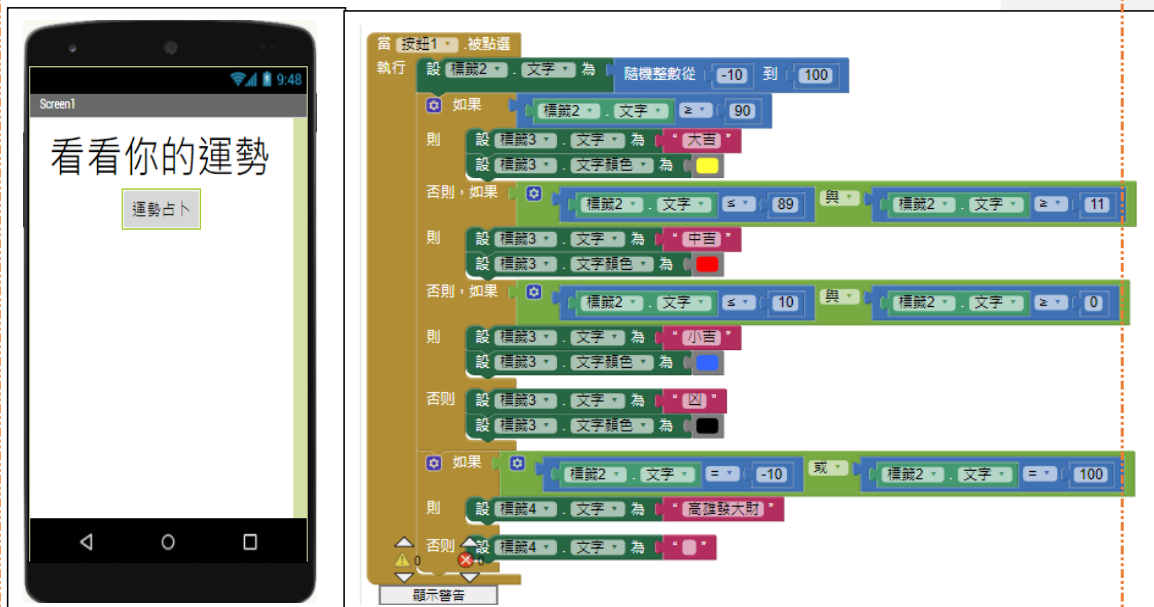 9:48
Screen1
看看你的運勢
運勢占卜
當 按鈕1 .被點選
執行 設 標籤2 . 文字 為 隨機整數從 -10 到 100
如果 標籤2 . 文字 ≥ 90
則 設 標籤3 . 文字 為 "大吉"
設 標籤3 . 文字顏色 為
否則，如果 標籤2 . 文字 ≤ 89 與 標籤2 . 文字 ≥ 11
則 設 標籤3 . 文字 為 "中吉"
設 標籤3 . 文字顏色 為
否則，如果 標籤2 . 文字 ≤ 10 與 標籤2 . 文字 ≥ 0
則 設 標籤3 . 文字 為 "小吉"
設 標籤3 . 文字顏色 為
否則 設 標籤3 . 文字 為 "凶"
設 標籤3 . 文字顏色 為
如果 標籤2 . 文字 = -10 或 標籤2 . 文字 = 100
則 設 標籤4 . 文字 為 "高雄發大財"
否則 設 標籤4 . 文字 為 " "
0 0
顯示警告